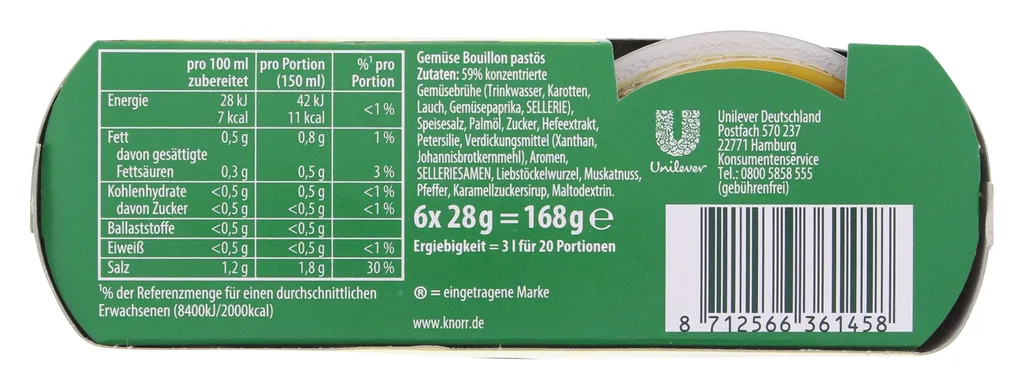 pro 100 ml zubereitet | pro Portion (150 ml) | %¹ pro Portion
Energie 28 kJ 42 kJ <1 %
7 kcal 11 kcal
Fett 0,5 g 0,8 g 1 %
davon gesättigte
Fettsäuren 0,3 g 0,5 g 3 %
Kohlenhydrate <0,5 g 0,5 g <1 %
davon Zucker <0,5 g <0,5 g <1 %
Ballaststoffe <0,5 g <0,5 g
Eiweiß <0,5 g <0,5 g <1 %
Salz 1,2 g 1,8 g 30 %
¹% der Referenzmenge für einen durchschnittlichen
Erwachsenen (8400kJ/2000kcal)
Gemüse Bouillon pastös
Zutaten: 59% konzentrierte
Gemüsebrühe (Trinkwasser, Karotten,
Lauch, Gemüsepaprika, SELLERIE),
Speisesalz, Palmöl, Zucker, Hefeextrakt,
Petersilie, Verdickungsmittel (Xanthan,
Johannisbrotkernmehl), Aromen,
SELLERIESAMEN, Liebstöckelwurzel, Muskatnuss,
Pfeffer, Karamellzuckersirup, Maltodextrin.
6x 28g = 168g ℮
Ergiebigkeit = 3 l für 20 Portionen
® = eingetragene Marke
www.knorr.de
Unilever
Unilever Deutschland
Postfach 570 237
22771 Hamburg
Konsumentenservice
Tel.: 0800 5858 555
(gebührenfrei)
8 712566 361458